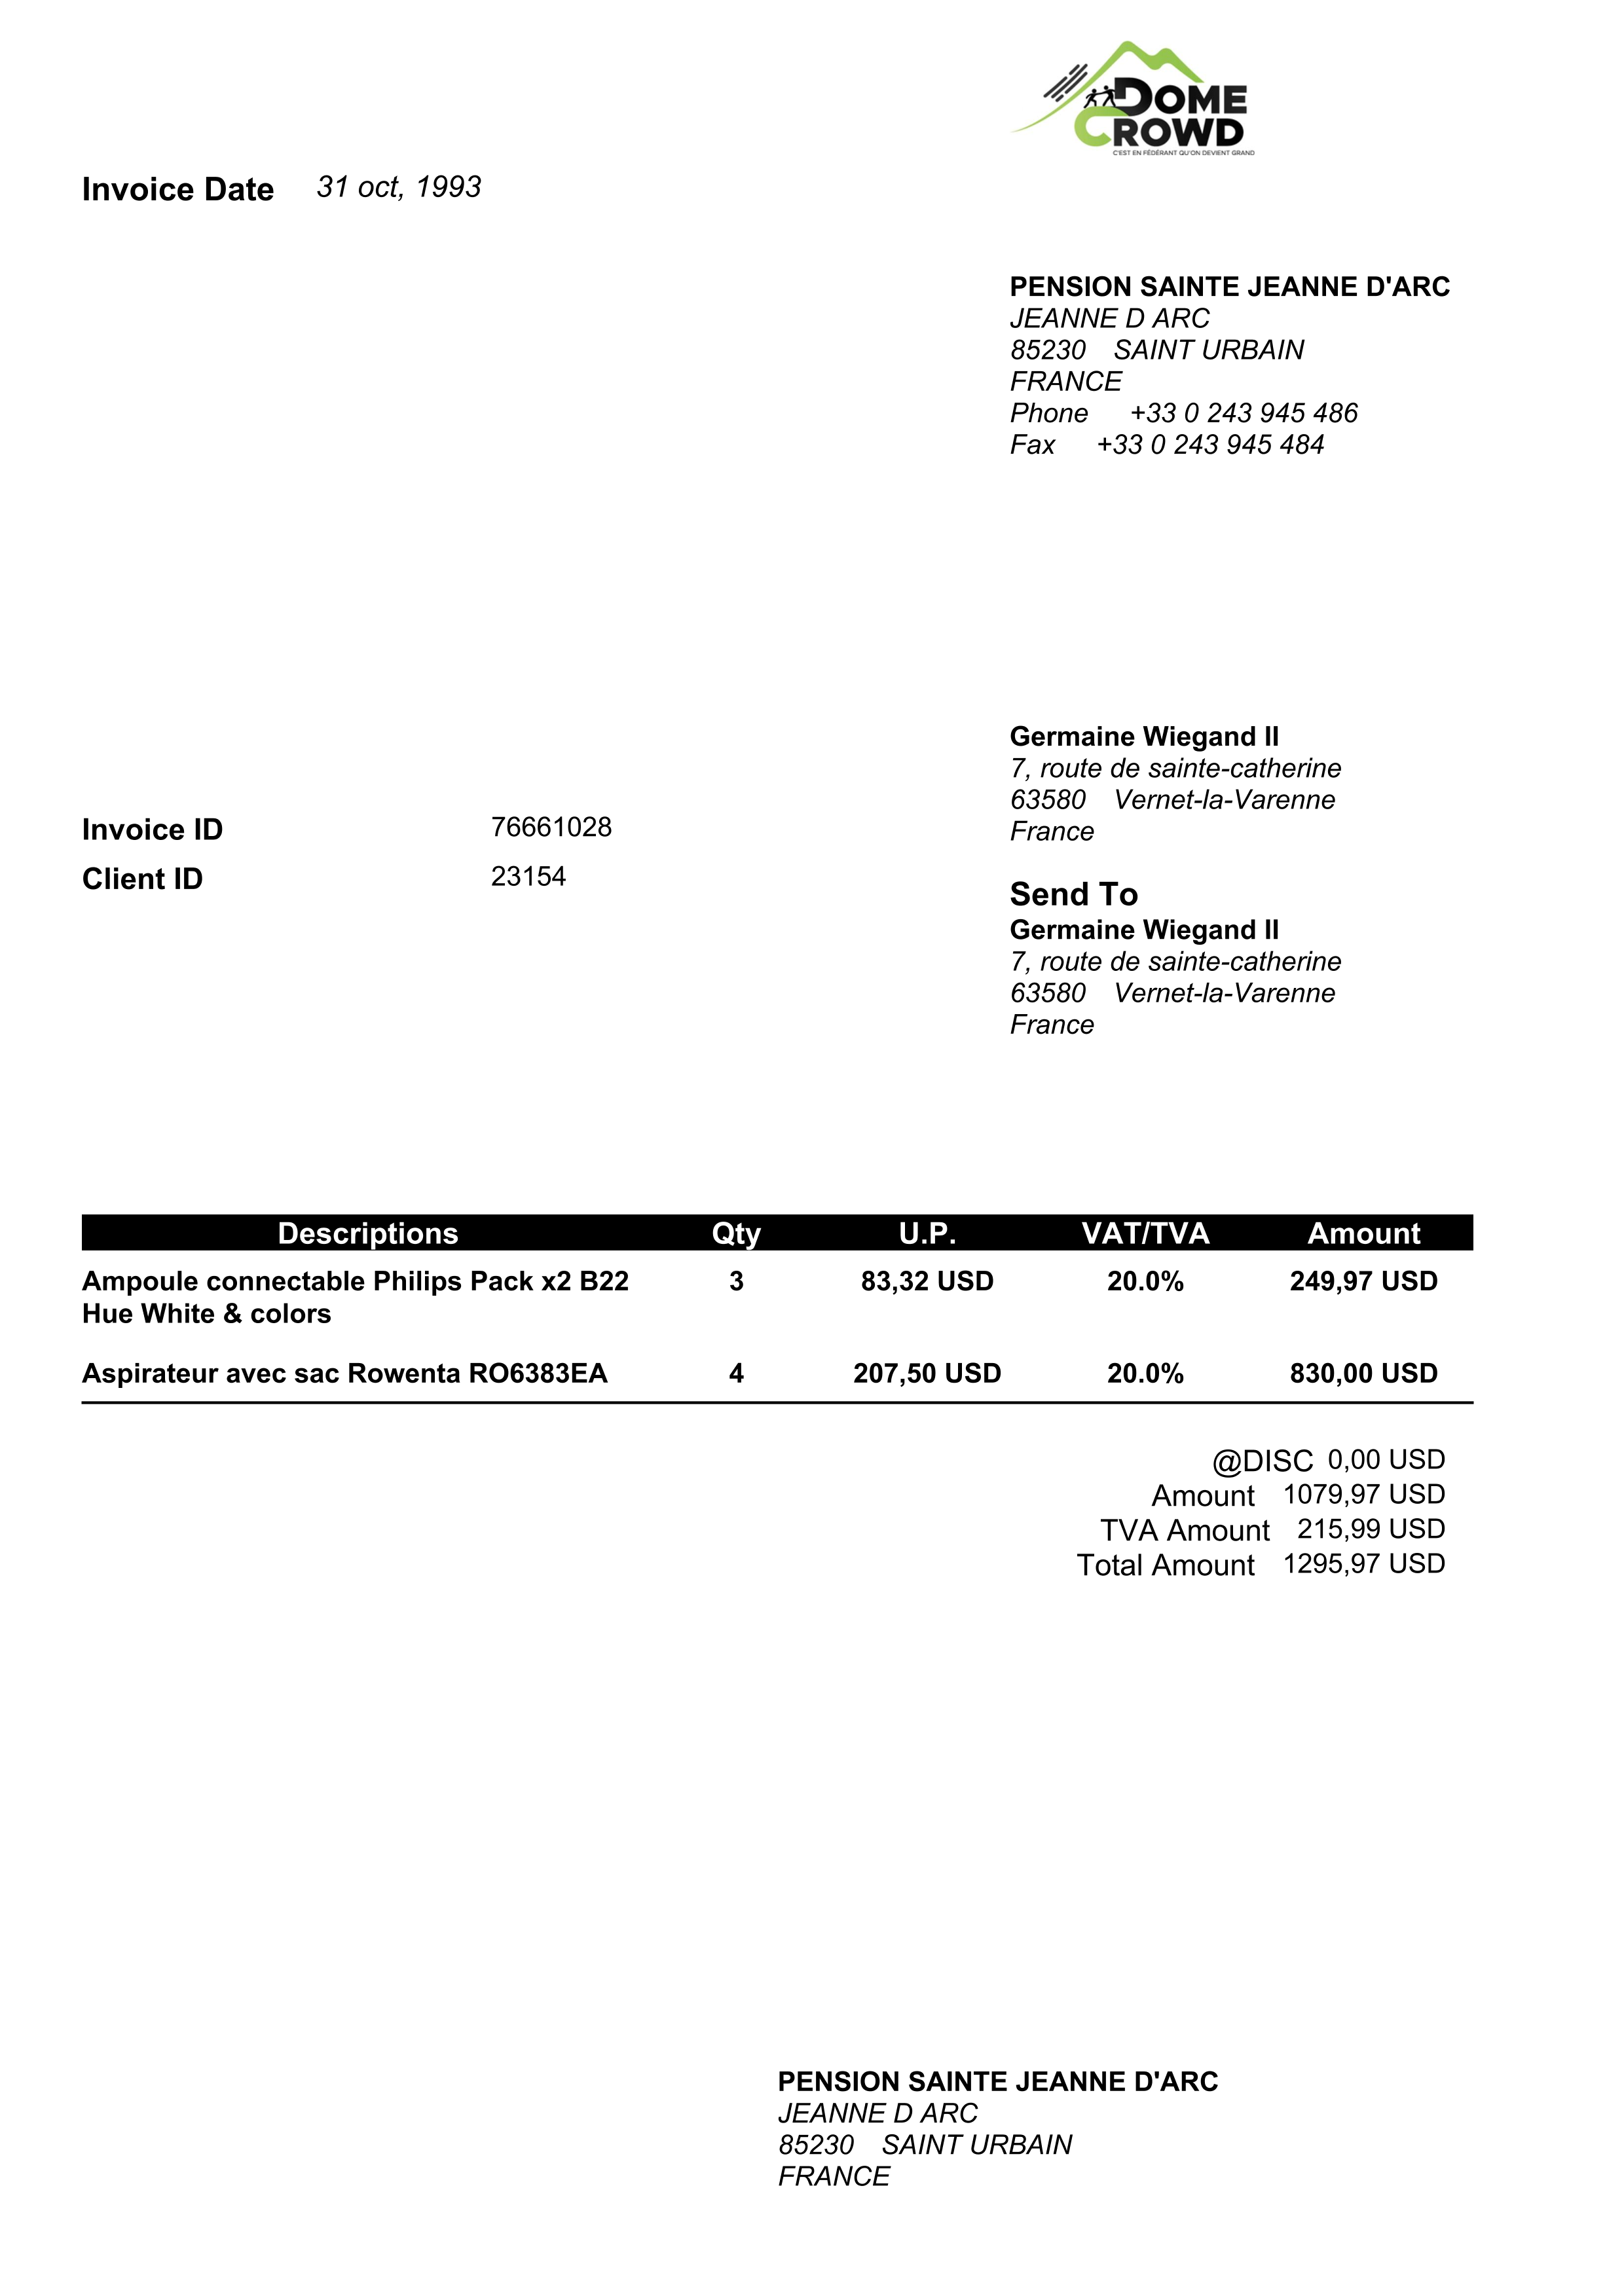 DOME
CROWD
C'EST EN FÉDÉRANT QU'ON DEVIENT GRAND
Invoice Date 31 oct, 1993
PENSION SAINTE JEANNE D'ARC
JEANNE D ARC
85230 SAINT URBAIN
FRANCE
Phone +33 0 243 945 486
Fax +33 0 243 945 484
Germaine Wiegand II
7, route de sainte-catherine
63580 Vernet-la-Varenne
France
Invoice ID 76661028
Client ID 23154
Send To
Germaine Wiegand II
7, route de sainte-catherine
63580 Vernet-la-Varenne
France
Descriptions Qty U.P. VAT/TVA Amount
Ampoule connectable Philips Pack x2 B22 3 83,32 USD 20.0% 249,97 USD
Hue White & colors
Aspirateur avec sac Rowenta RO6383EA 4 207,50 USD 20.0% 830,00 USD
@DISC 0,00 USD
Amount 1079,97 USD
TVA Amount 215,99 USD
Total Amount 1295,97 USD
PENSION SAINTE JEANNE D'ARC
JEANNE D ARC
85230 SAINT URBAIN
FRANCE